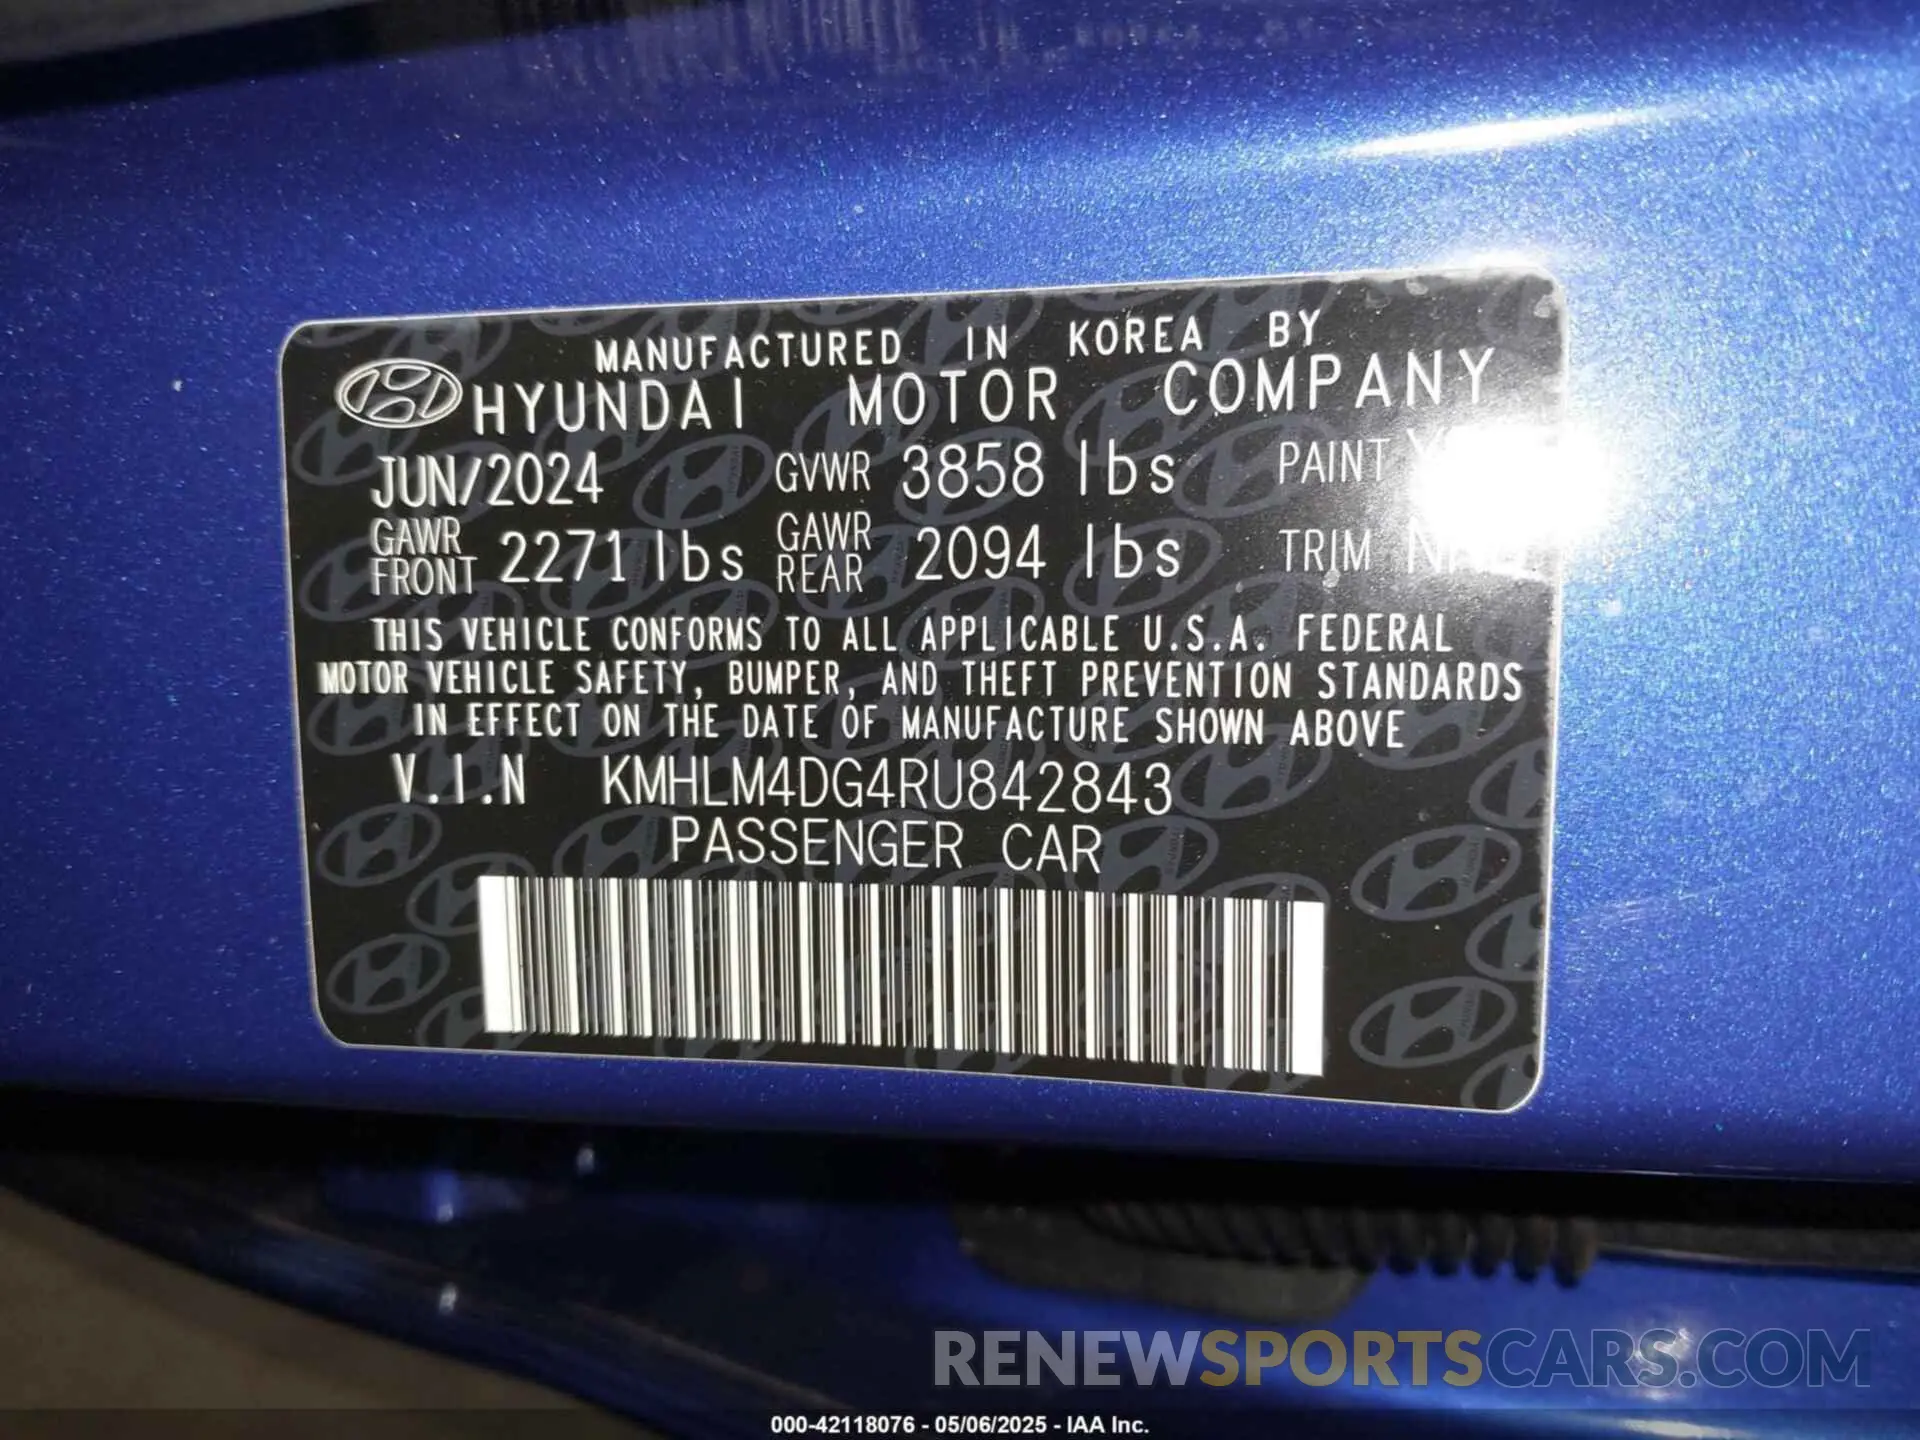 MANUFACTURED IN KOREA BY
HYUNDAI MOTOR COMPANY
JUN/2024 GVWR 3858 lbs PAINT
GAWR FRONT 2271 lbs GAWR REAR 2094 lbs TRIM
THIS VEHICLE CONFORMS TO ALL APPLICABLE U.S.A. FEDERAL
MOTOR VEHICLE SAFETY, BUMPER, AND THEFT PREVENTION STANDARDS
IN EFFECT ON THE DATE OF MANUFACTURE SHOWN ABOVE
V.I.N KMHLM4DG4RU842843
PASSENGER CAR
RENEWSPORTSCARS.COM
000-42118076 - 05/06/2025 - IAA Inc.